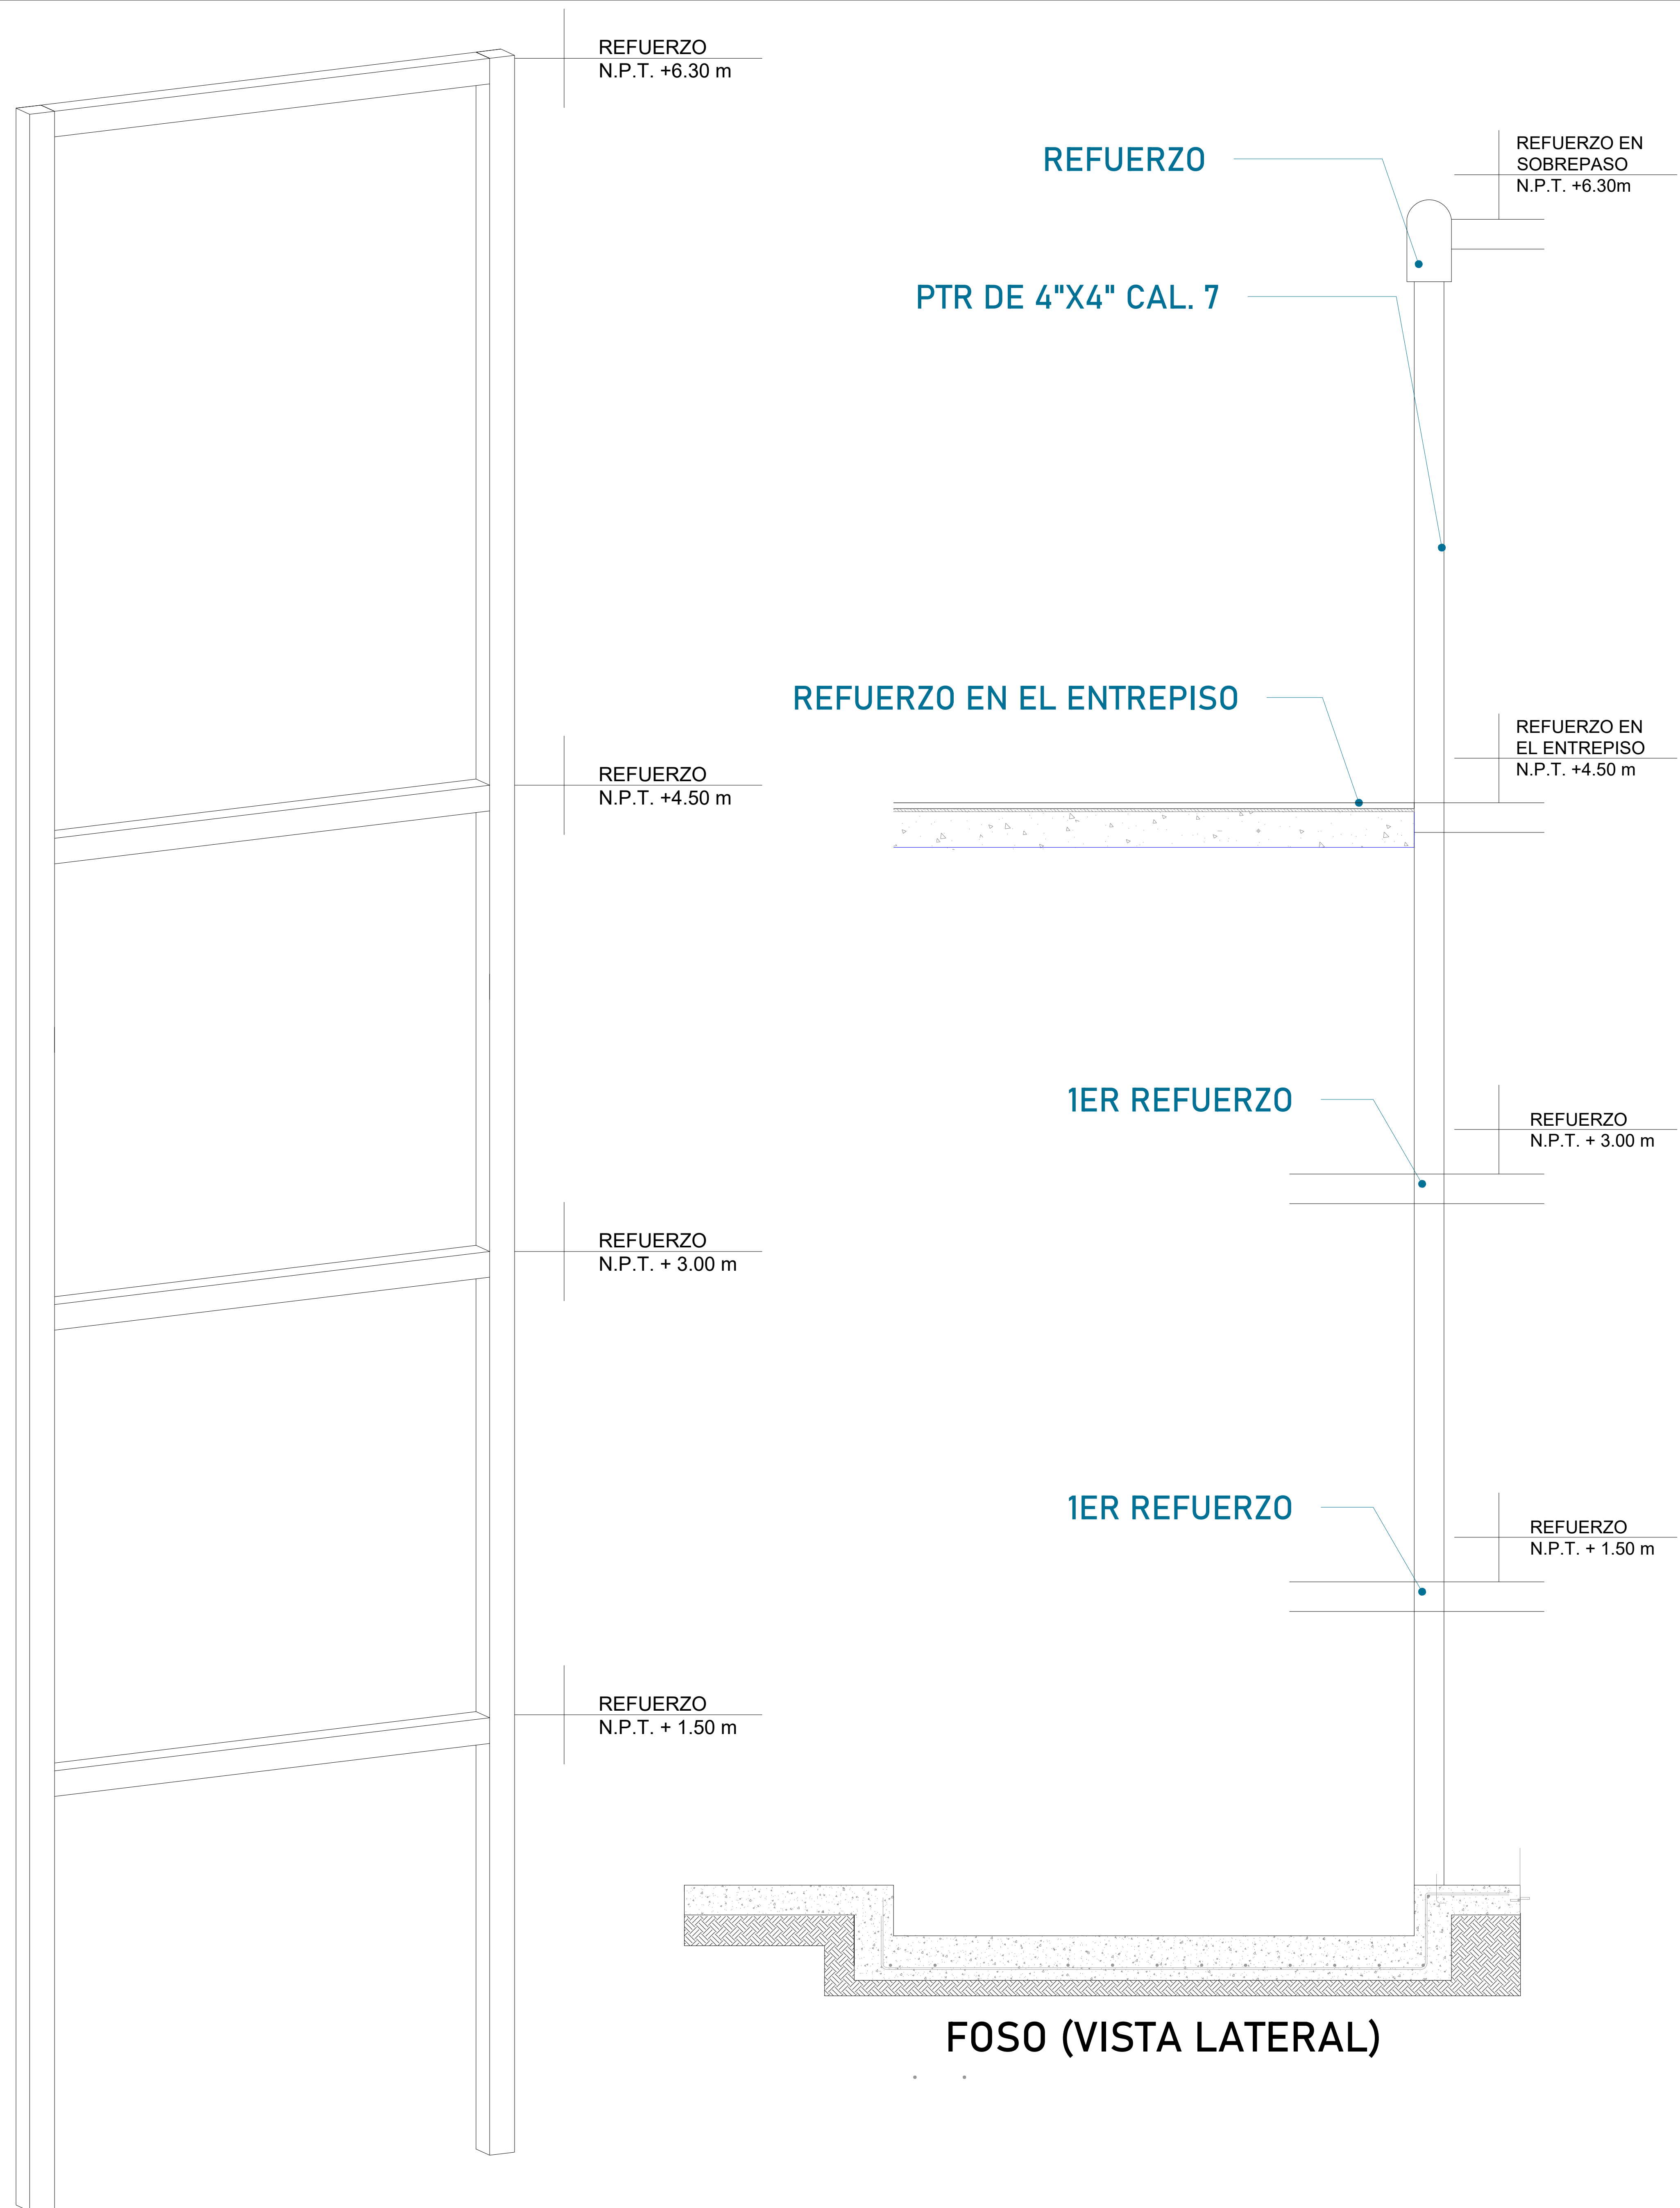 REFUERZO
N.P.T. +6.30 m
REFUERZO
N.P.T. +4.50 m
REFUERZO
N.P.T. + 3.00 m
REFUERZO
N.P.T. + 1.50 m
REFUERZO
PTR DE 4"X4" CAL. 7
REFUERZO EN EL ENTREPISO
1ER REFUERZO
1ER REFUERZO
REFUERZO EN
SOBREPASO
N.P.T. +6.30m
REFUERZO EN
EL ENTREPISO
N.P.T. +4.50 m
REFUERZO
N.P.T. + 3.00 m
REFUERZO
N.P.T. + 1.50 m
FOSO (VISTA LATERAL)